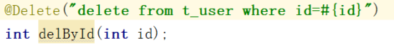 @Delete("delete from t_user where id=#{id}")
int delById(int id);